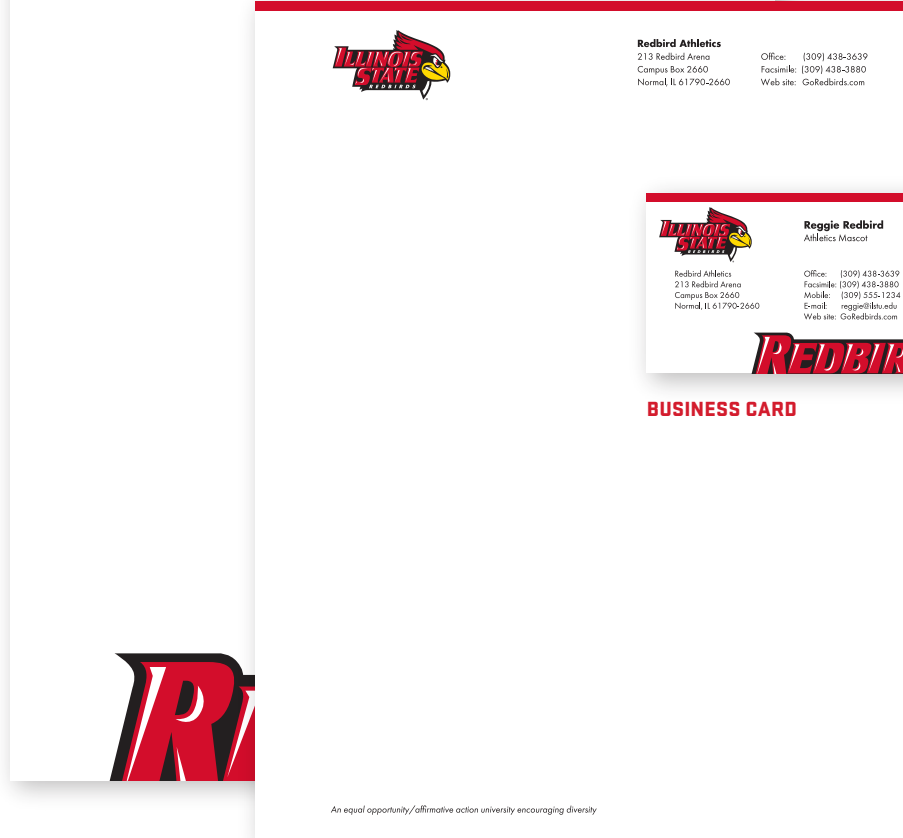 ILLINOIS
STATE
REDBIRDS
Redbird Athletics
213 Redbird Arena
Campus Box 2660
Normal, IL 61790-2660
Office: (309) 438-3639
Facsimile: (309) 438-3880
Web site: GoRedbirds.com
ILLINOIS
STATE
REDBIRDS
Reggie Redbird
Athletics Mascot
Redbird Athletics
213 Redbird Arena
Campus Box 2660
Normal, IL 61790-2660
Office: (309) 438-3639
Facsimile: (309) 438-3880
Mobile: (309) 555-1234
E-mail: reggie@ilstu.edu
Web site: GoRedbirds.com
REDBIR
BUSINESS CARD
R
An equal opportunity/affirmative action university encouraging diversity